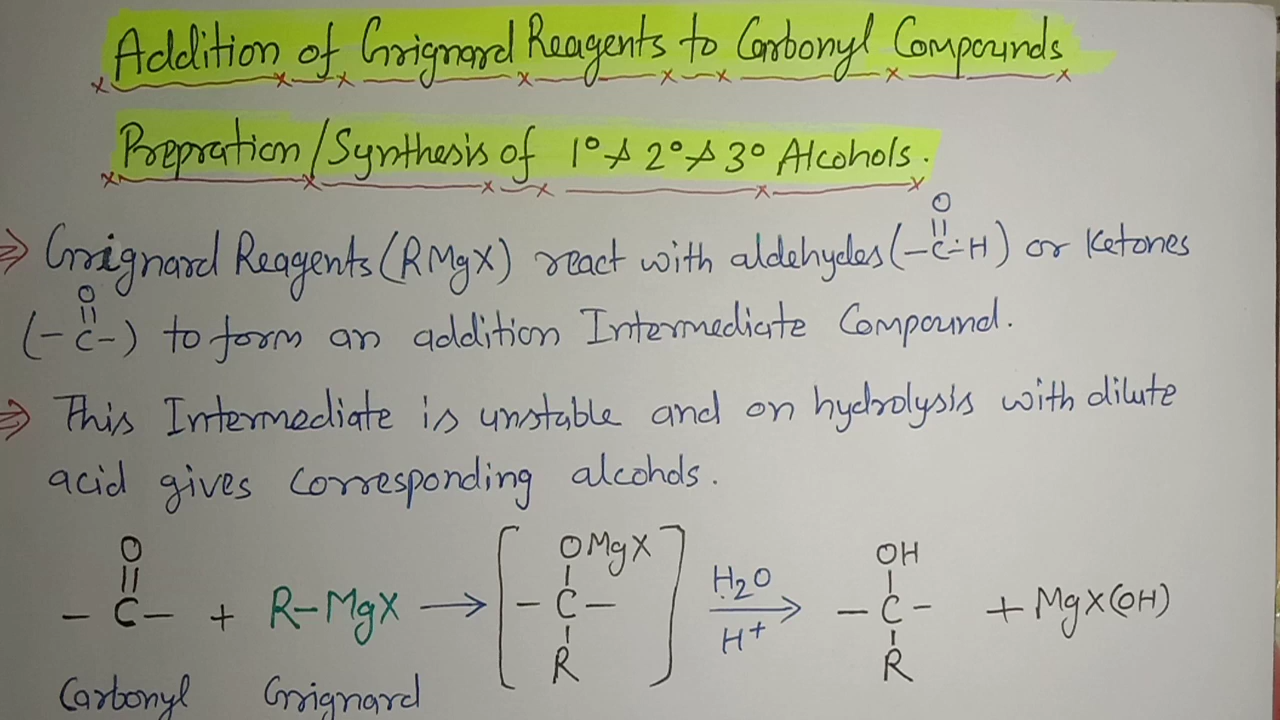 Addition of Grignard Reagents to Carbonyl Compounds
Prepration/Synthesis of 1°, 2°, 3° Alcohols.
⇒ Grignard Reagents (RMgX) react with aldehydes (-C(=O)-H) or Ketones
(-C(=O)-) to form an addition Intermediate Compound.
⇒ This Intermediate is unstable and on hydrolysis with dilute
acid gives corresponding alcohols.
O OMgX OH
|| | H2O |
- C - + R-MgX → [ - C - ] → - C - + MgX(OH)
| H+ |
R R
Carbonyl Grignard